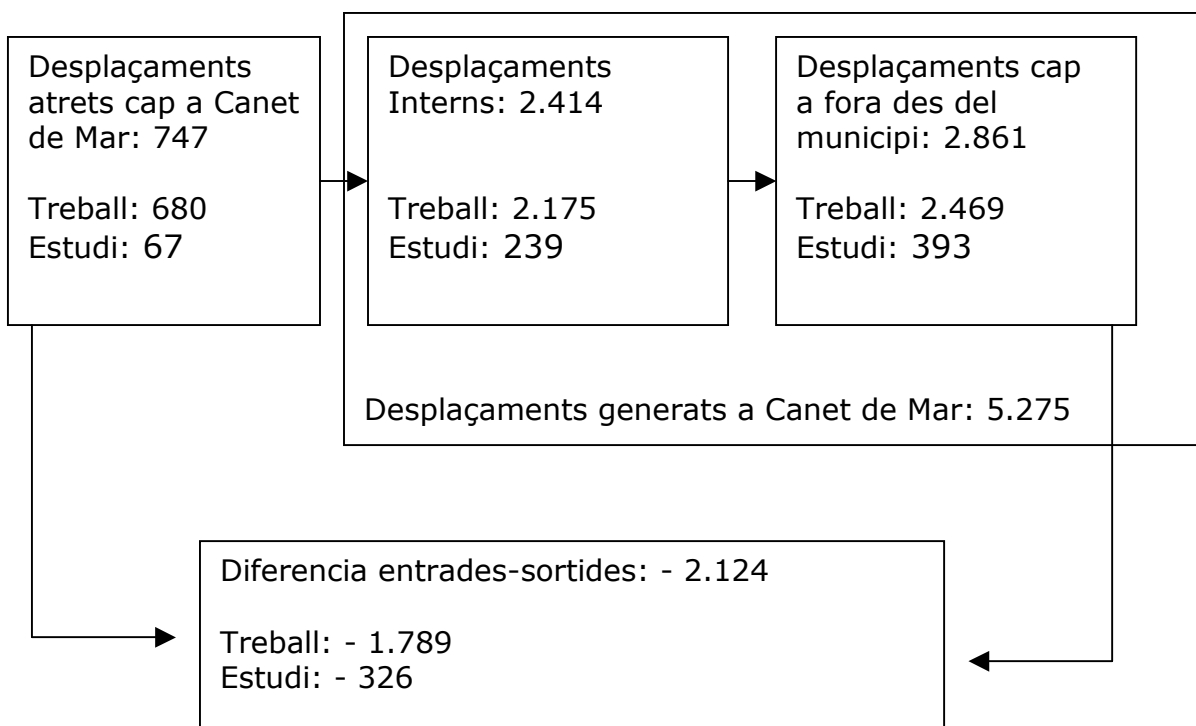 Desplaçaments
atrets cap a Canet
de Mar: 747
Treball: 680
Estudi: 67
Desplaçaments
Interns: 2.414
Treball: 2.175
Estudi: 239
Desplaçaments cap
a fora des del
municipi: 2.861
Treball: 2.469
Estudi: 393
Desplaçaments generats a Canet de Mar: 5.275
Diferencia entrades-sortides: - 2.124
Treball: - 1.789
Estudi: - 326